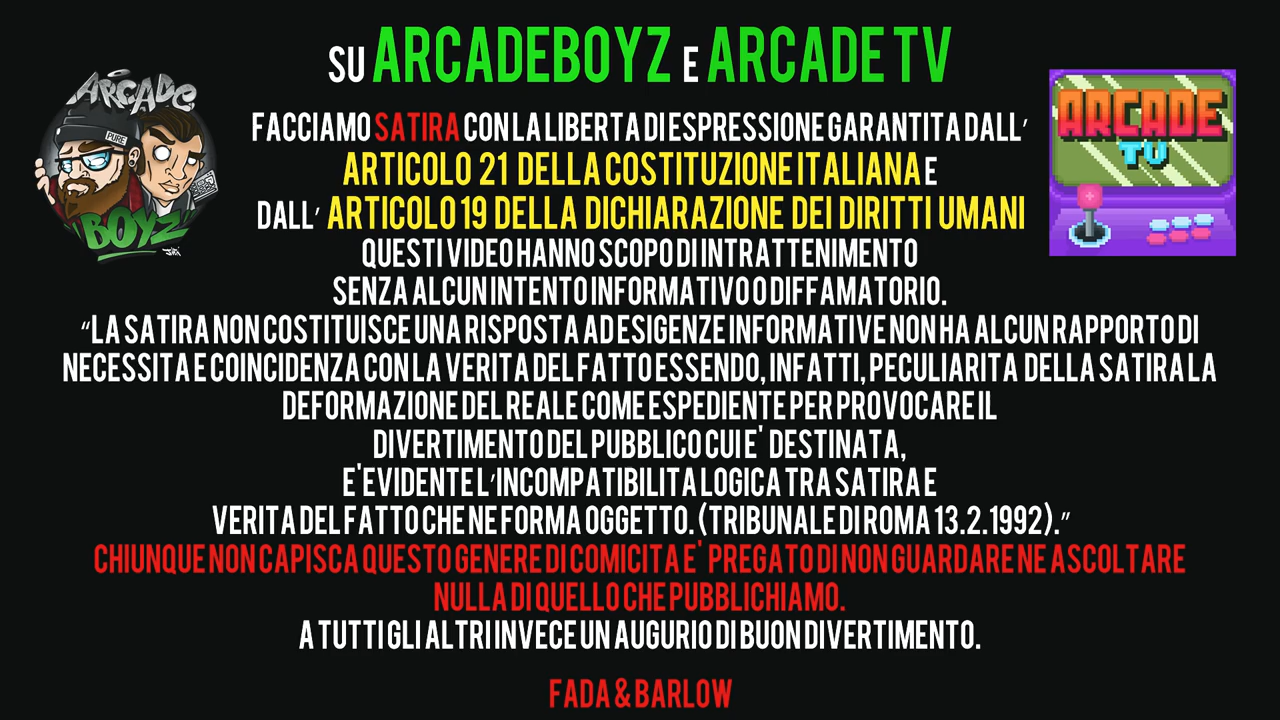 SU ARCADEBOYZ E ARCADE TV
FACCIAMO SATIRA CON LA LIBERTA DI ESPRESSIONE GARANTITA DALL'
ARTICOLO 21 DELLA COSTITUZIONE ITALIANA E
DALL' ARTICOLO 19 DELLA DICHIARAZIONE DEI DIRITTI UMANI
QUESTI VIDEO HANNO SCOPO DI INTRATTENIMENTO
SENZA ALCUN INTENTO INFORMATIVO O DIFFAMATORIO.
"LA SATIRA NON COSTITUISCE UNA RISPOSTA AD ESIGENZE INFORMATIVE NON HA ALCUN RAPPORTO DI
NECESSITA E COINCIDENZA CON LA VERITA DEL FATTO ESSENDO, INFATTI, PECULIARITA DELLA SATIRA LA
DEFORMAZIONE DEL REALE COME ESPEDIENTE PER PROVOCARE IL
DIVERTIMENTO DEL PUBBLICO CUI E' DESTINATA,
E' EVIDENTE L'INCOMPATIBILITA LOGICA TRA SATIRA E
VERITA DEL FATTO CHE NE FORMA OGGETTO. (TRIBUNALE DI ROMA 13.2.1992)."
CHIUNQUE NON CAPISCA QUESTO GENERE DI COMICITA E' PREGATO DI NON GUARDARE NE ASCOLTARE
NULLA DI QUELLO CHE PUBBLICHIAMO.
A TUTTI GLI ALTRI INVECE UN AUGURIO DI BUON DIVERTIMENTO.
FADA & BARLOW
ARCADE
PURE
BOYZ
ARCADE
TV